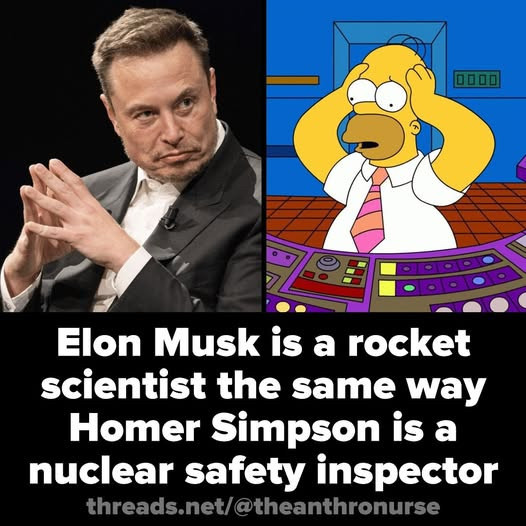 Elon Musk is a rocket
scientist the same way
Homer Simpson is a
nuclear safety inspector
threads.net/@theanthronurse